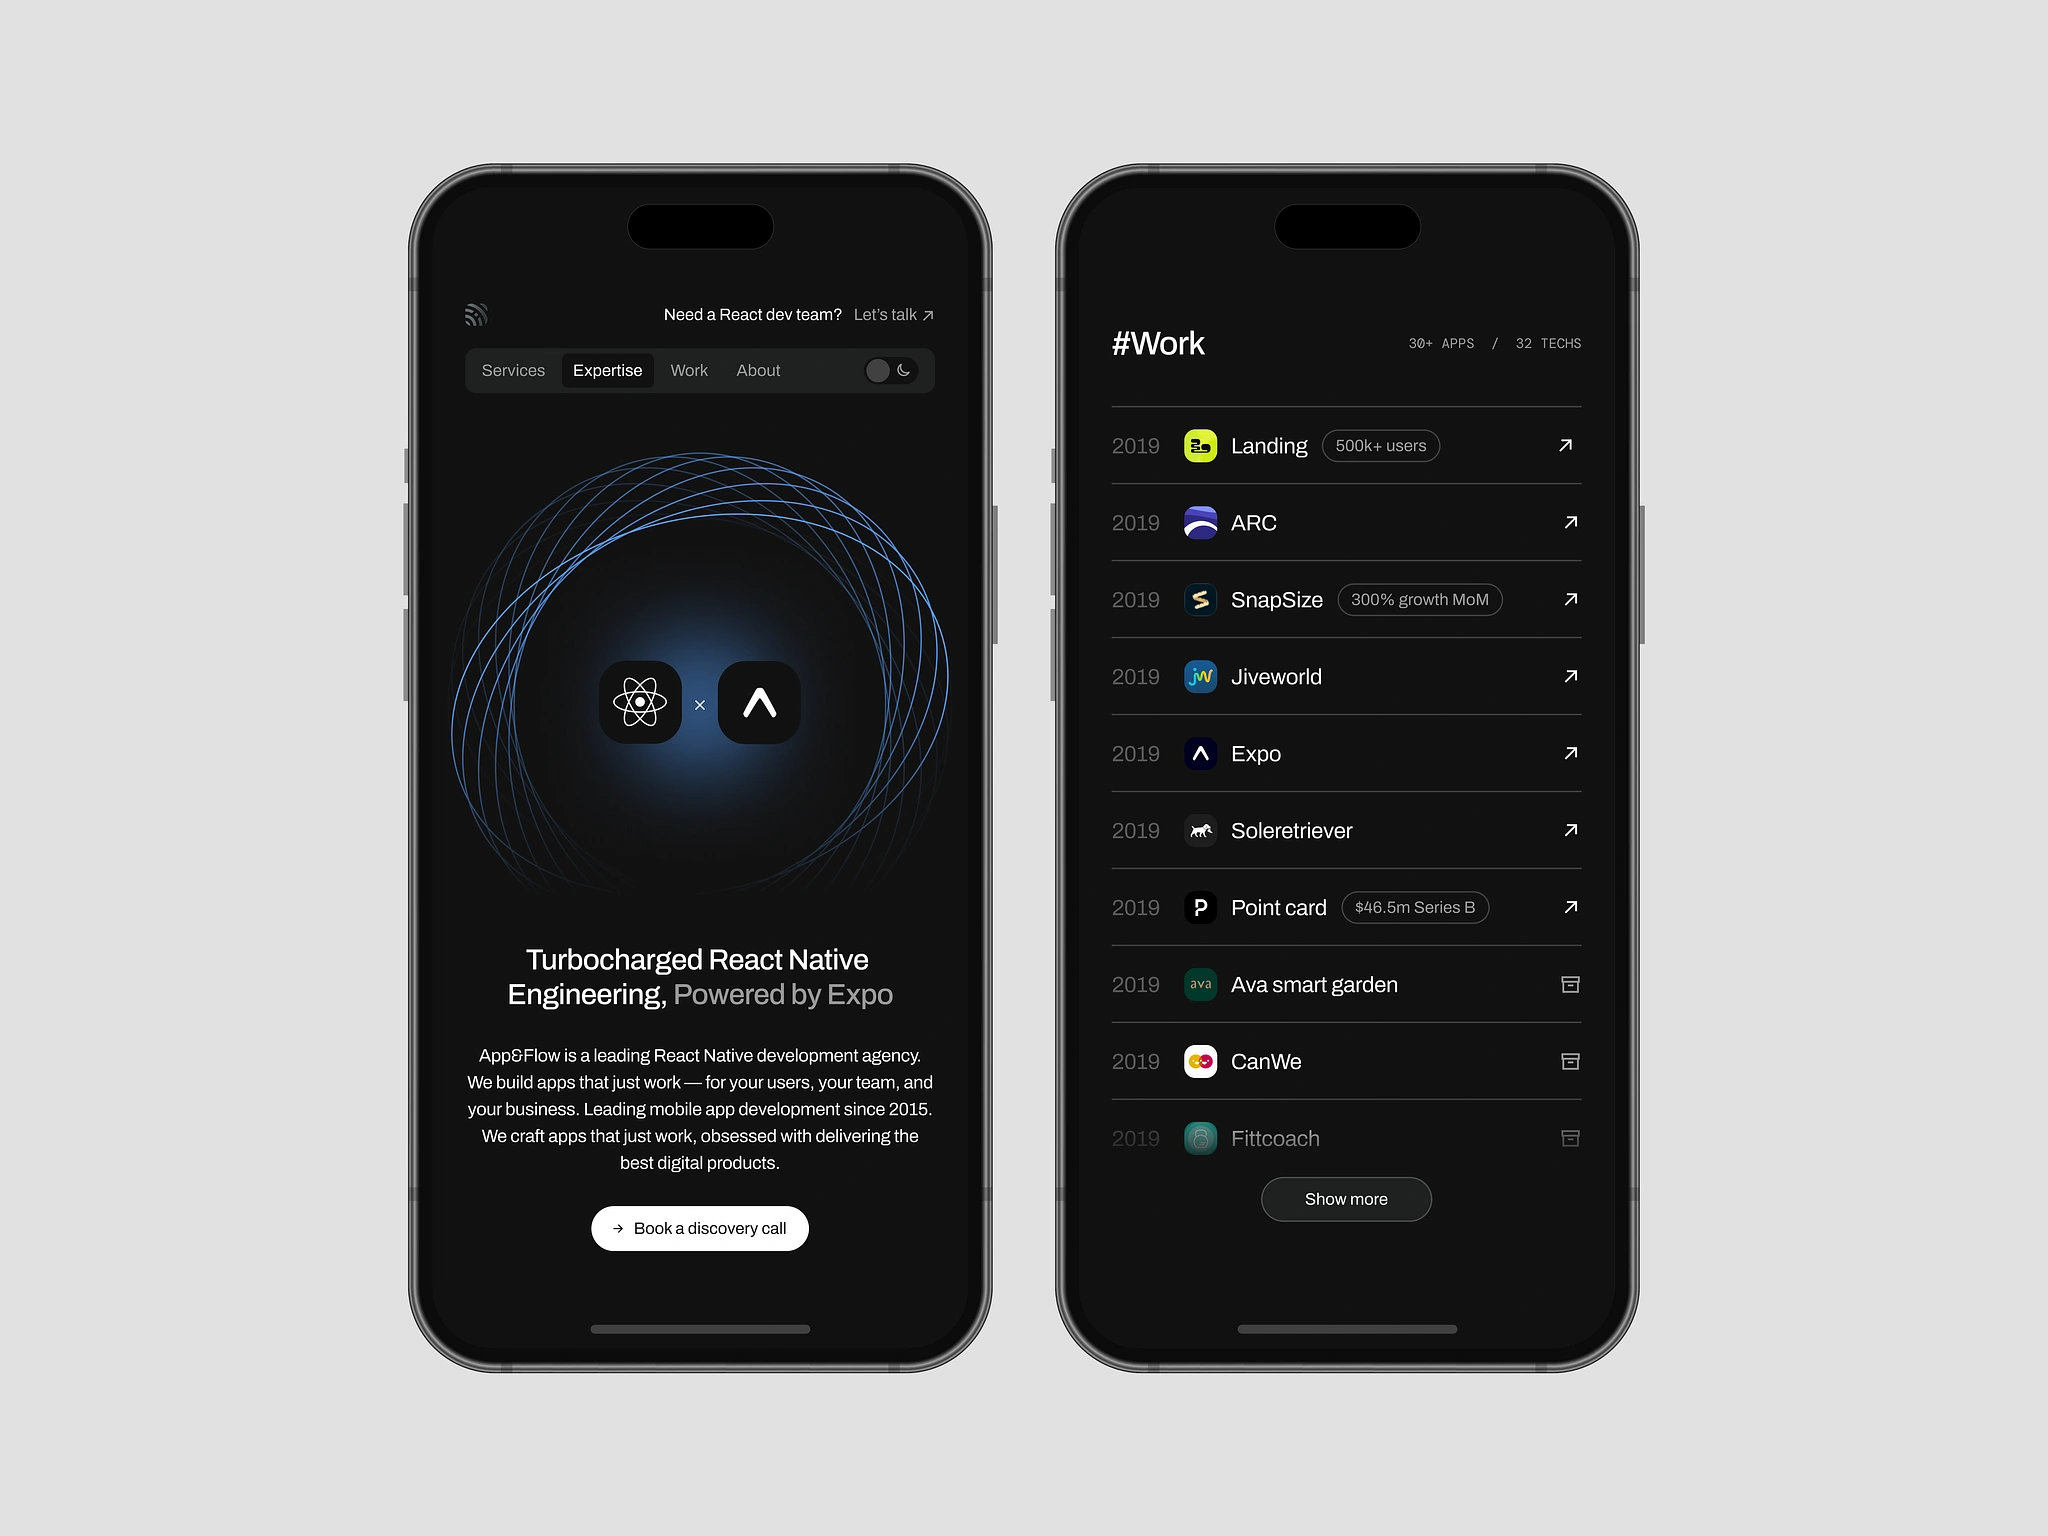 Need a React dev team? Let's talk ↗
Services Expertise Work About
×
Turbocharged React Native
Engineering, Powered by Expo
App&Flow is a leading React Native development agency.
We build apps that just work — for your users, your team, and
your business. Leading mobile app development since 2015.
We craft apps that just work, obsessed with delivering the
best digital products.
→ Book a discovery call
#Work 30+ APPS / 32 TECHS
2019 Landing 500k+ users
2019 ARC
2019 SnapSize 300% growth MoM
2019 jw Jiveworld
2019 Expo
2019 Soleretriever
2019 P Point card $46.5m Series B
2019 ava Ava smart garden
2019 CanWe
2019 Fittcoach
Show more